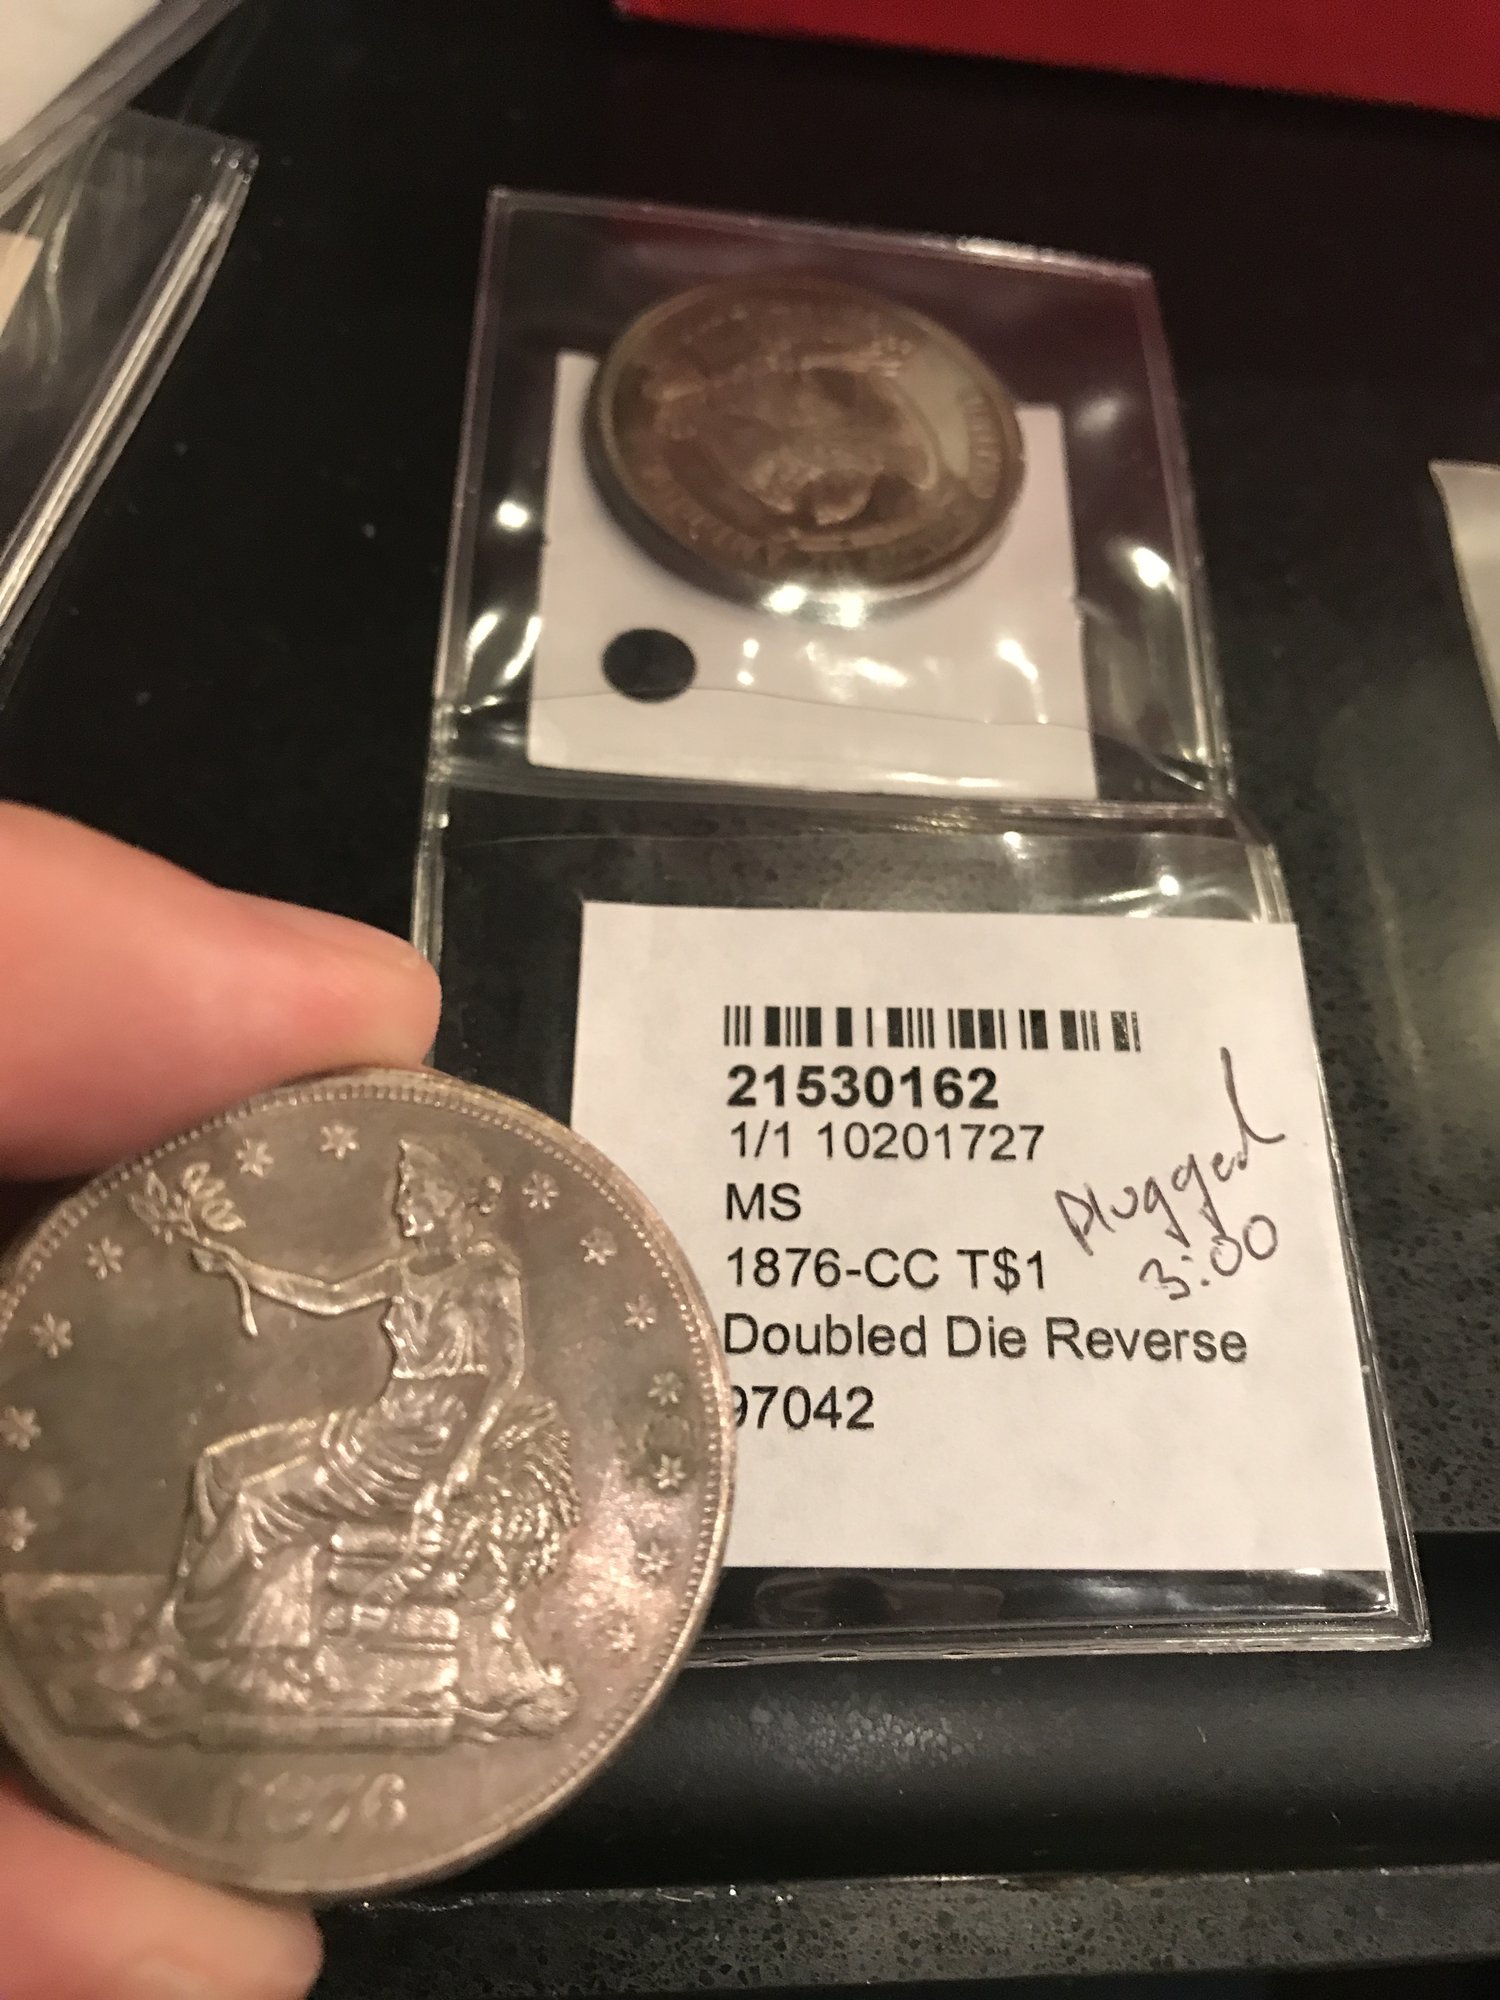 21530162
1/1 10201727
MS
1876-CC T$1
Doubled Die Reverse
97042
plugged
3:00
1876